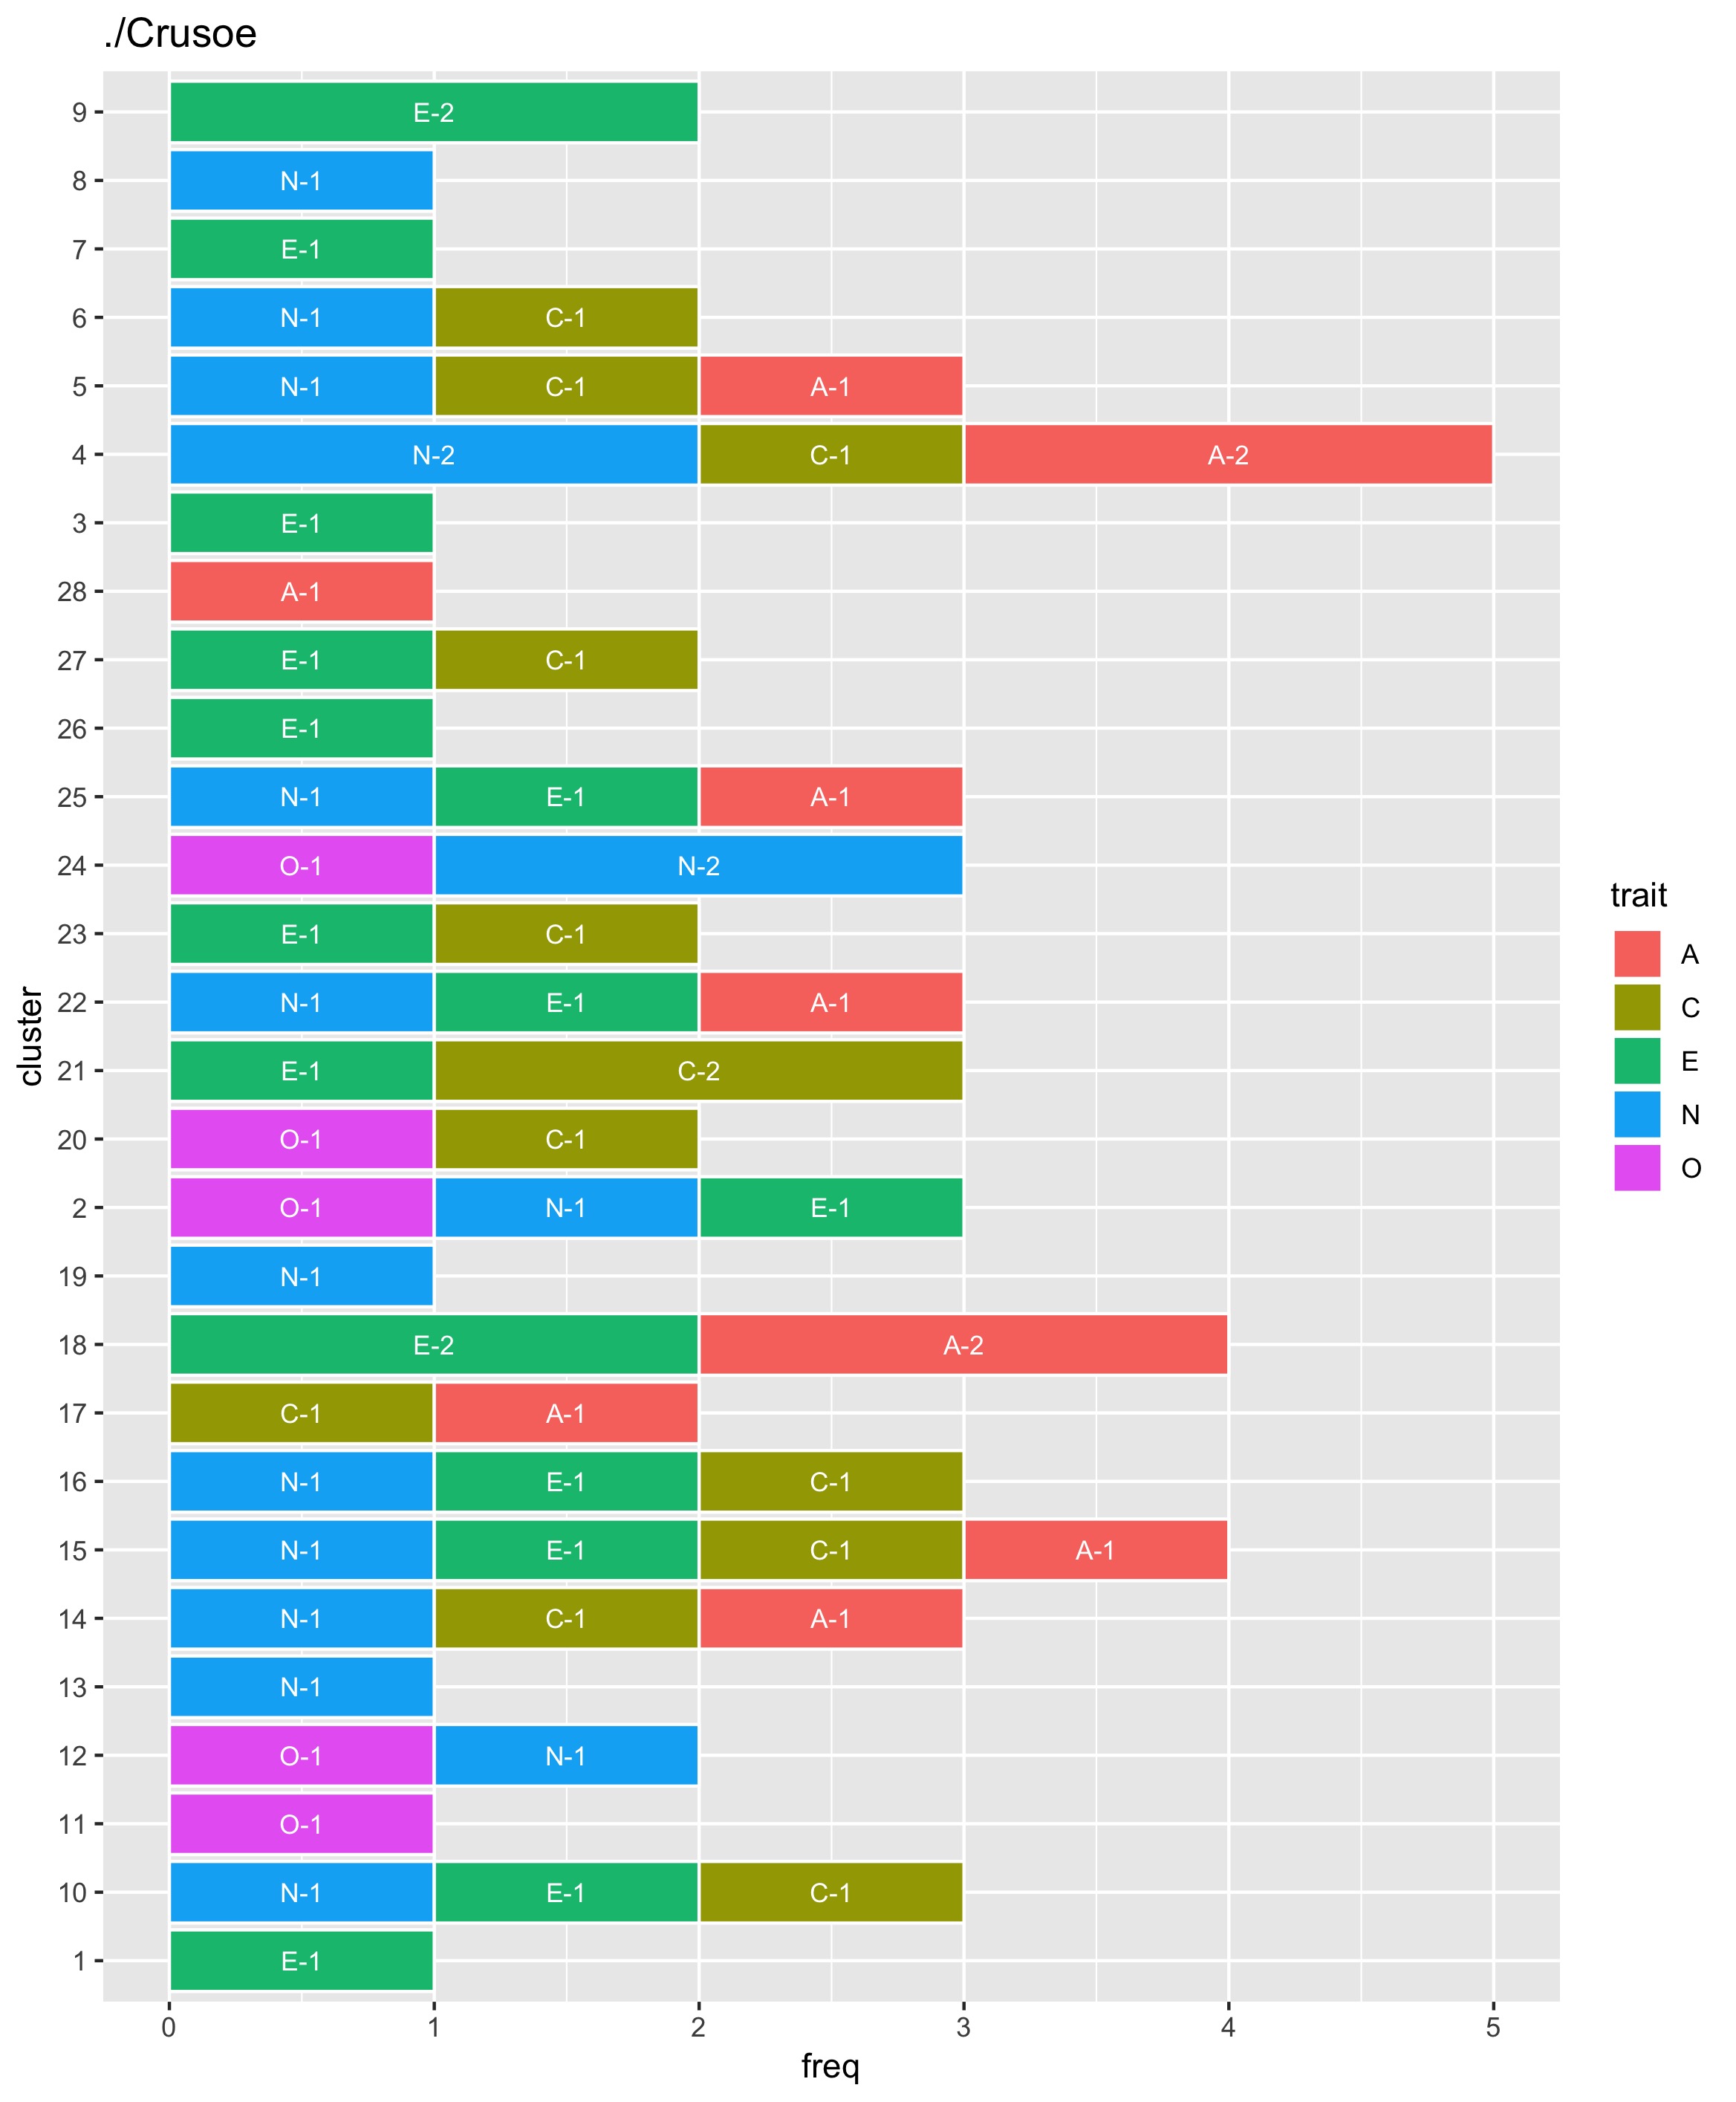 ./Crusoe
9 E-2
8 N-1
7 E-1
6 N-1 C-1
5 N-1 C-1 A-1
4 N-2 C-1 A-2
3 E-1
28 A-1
27 E-1 C-1
26 E-1
25 N-1 E-1 A-1
24 O-1 N-2
23 E-1 C-1
22 N-1 E-1 A-1
21 E-1 C-2
20 O-1 C-1
2 O-1 N-1 E-1
19 N-1
18 E-2 A-2
17 C-1 A-1
16 N-1 E-1 C-1
15 N-1 E-1 C-1 A-1
14 N-1 C-1 A-1
13 N-1
12 O-1 N-1
11 O-1
10 N-1 E-1 C-1
1 E-1
0 1 2 3 4 5
freq
cluster
trait
A
C
E
N
O